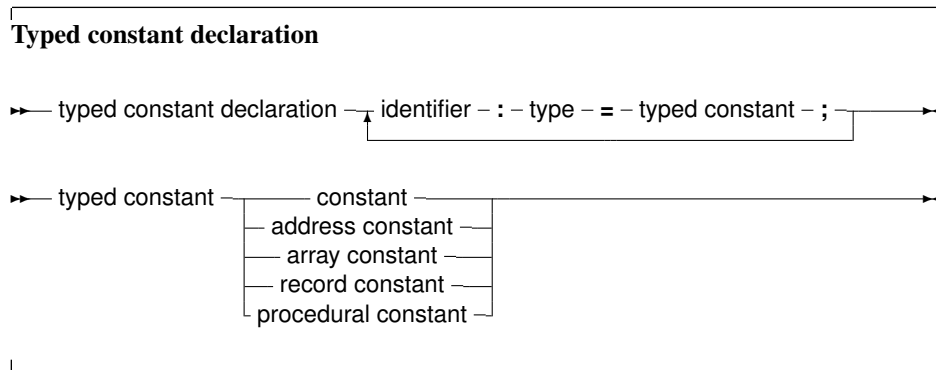 Typed constant declaration
typed constant declaration identifier : type = typed constant ;
typed constant constant
address constant
array constant
record constant
procedural constant